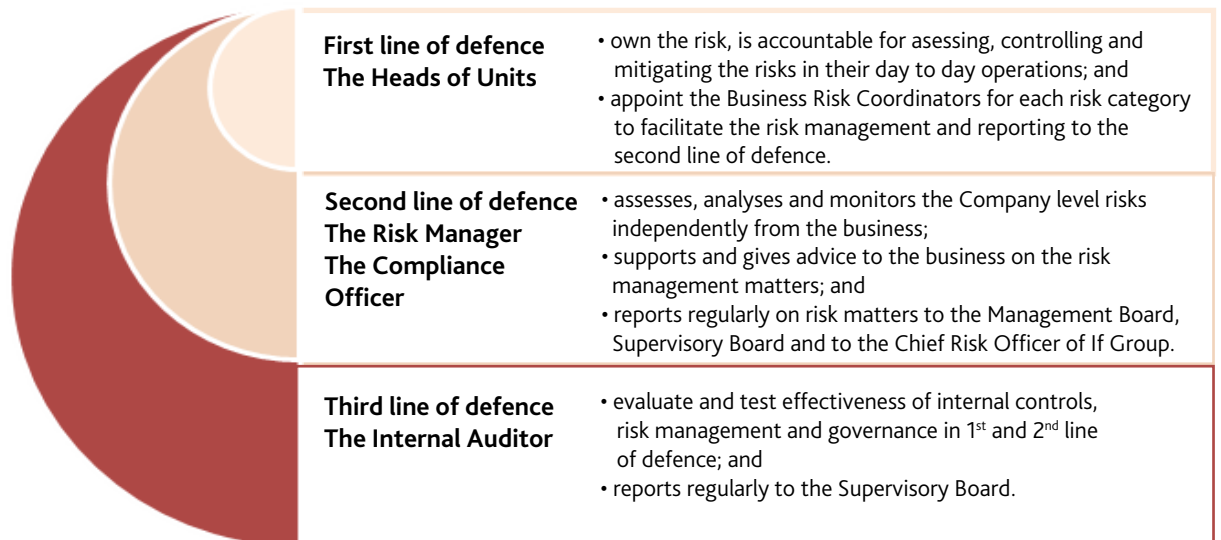 First line of defence
The Heads of Units
• own the risk, is accountable for asessing, controlling and
mitigating the risks in their day to day operations; and
• appoint the Business Risk Coordinators for each risk category
to facilitate the risk management and reporting to the
second line of defence.
Second line of defence
The Risk Manager
The Compliance
Officer
• assesses, analyses and monitors the Company level risks
independently from the business;
• supports and gives advice to the business on the risk
management matters; and
• reports regularly on risk matters to the Management Board,
Supervisory Board and to the Chief Risk Officer of If Group.
Third line of defence
The Internal Auditor
• evaluate and test effectiveness of internal controls,
risk management and governance in 1st and 2nd line
of defence; and
• reports regularly to the Supervisory Board.